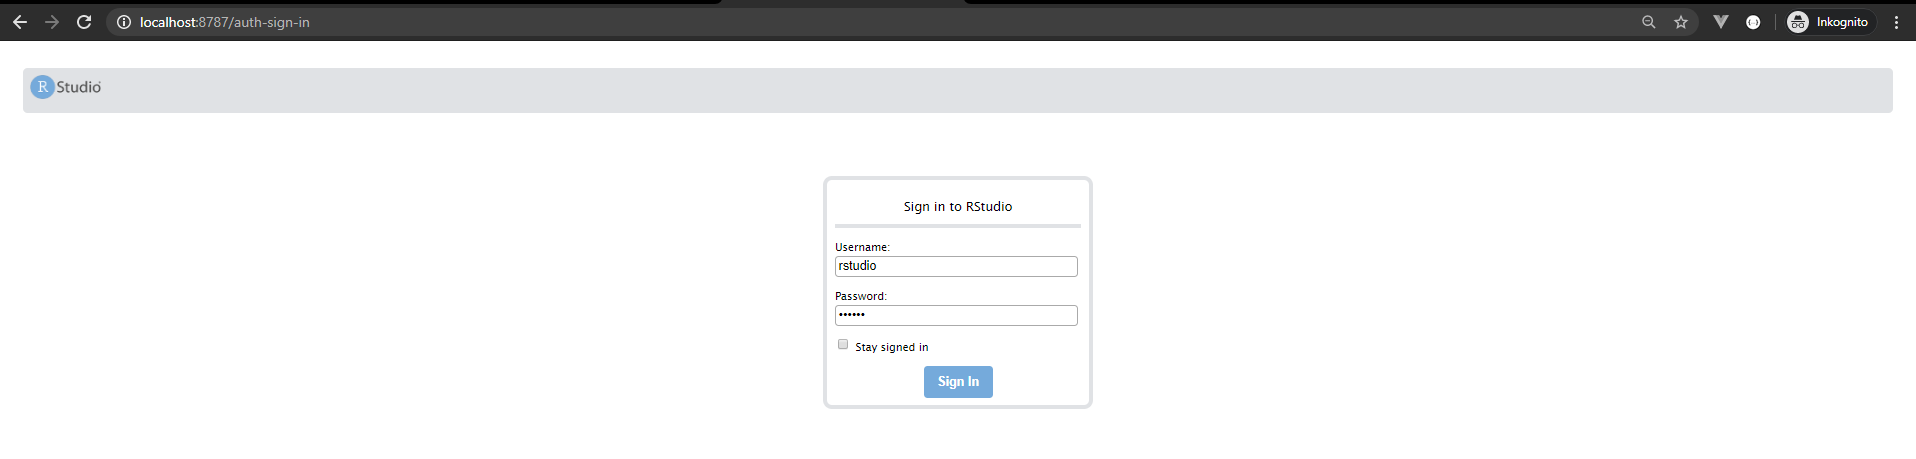 localhost:8787/auth-sign-in
Inkognito
R Studio
Sign in to RStudio
Username:
rstudio
Password:
••••••
Stay signed in
Sign In